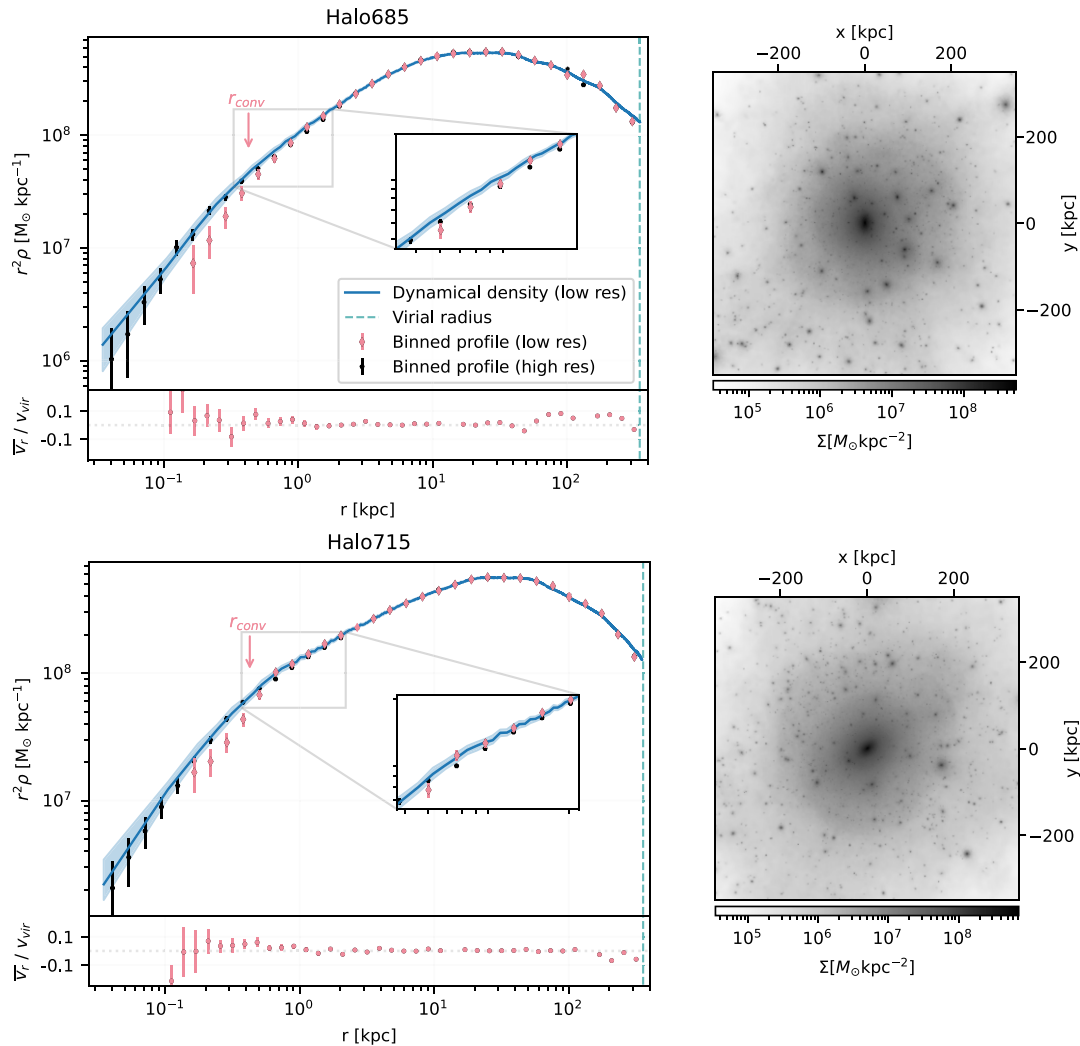 Halo685
r²ρ [M⊙ kpc⁻¹]
10⁸
10⁷
10⁶
r_conv
Dynamical density (low res)
Virial radius
Binned profile (low res)
Binned profile (high res)
v̅_r / v_vir
0.1
-0.1
10⁻¹ 10⁰ 10¹ 10²
r [kpc]
x [kpc]
−200 0 200
200
0
−200
y [kpc]
10⁵ 10⁶ 10⁷ 10⁸
Σ[M⊙kpc⁻²]
Halo715
r²ρ [M⊙ kpc⁻¹]
10⁸
10⁷
r_conv
v̅_r / v_vir
0.1
-0.1
10⁻¹ 10⁰ 10¹ 10²
r [kpc]
x [kpc]
−200 0 200
200
0
−200
y [kpc]
10⁵ 10⁶ 10⁷ 10⁸
Σ[M⊙kpc⁻²]